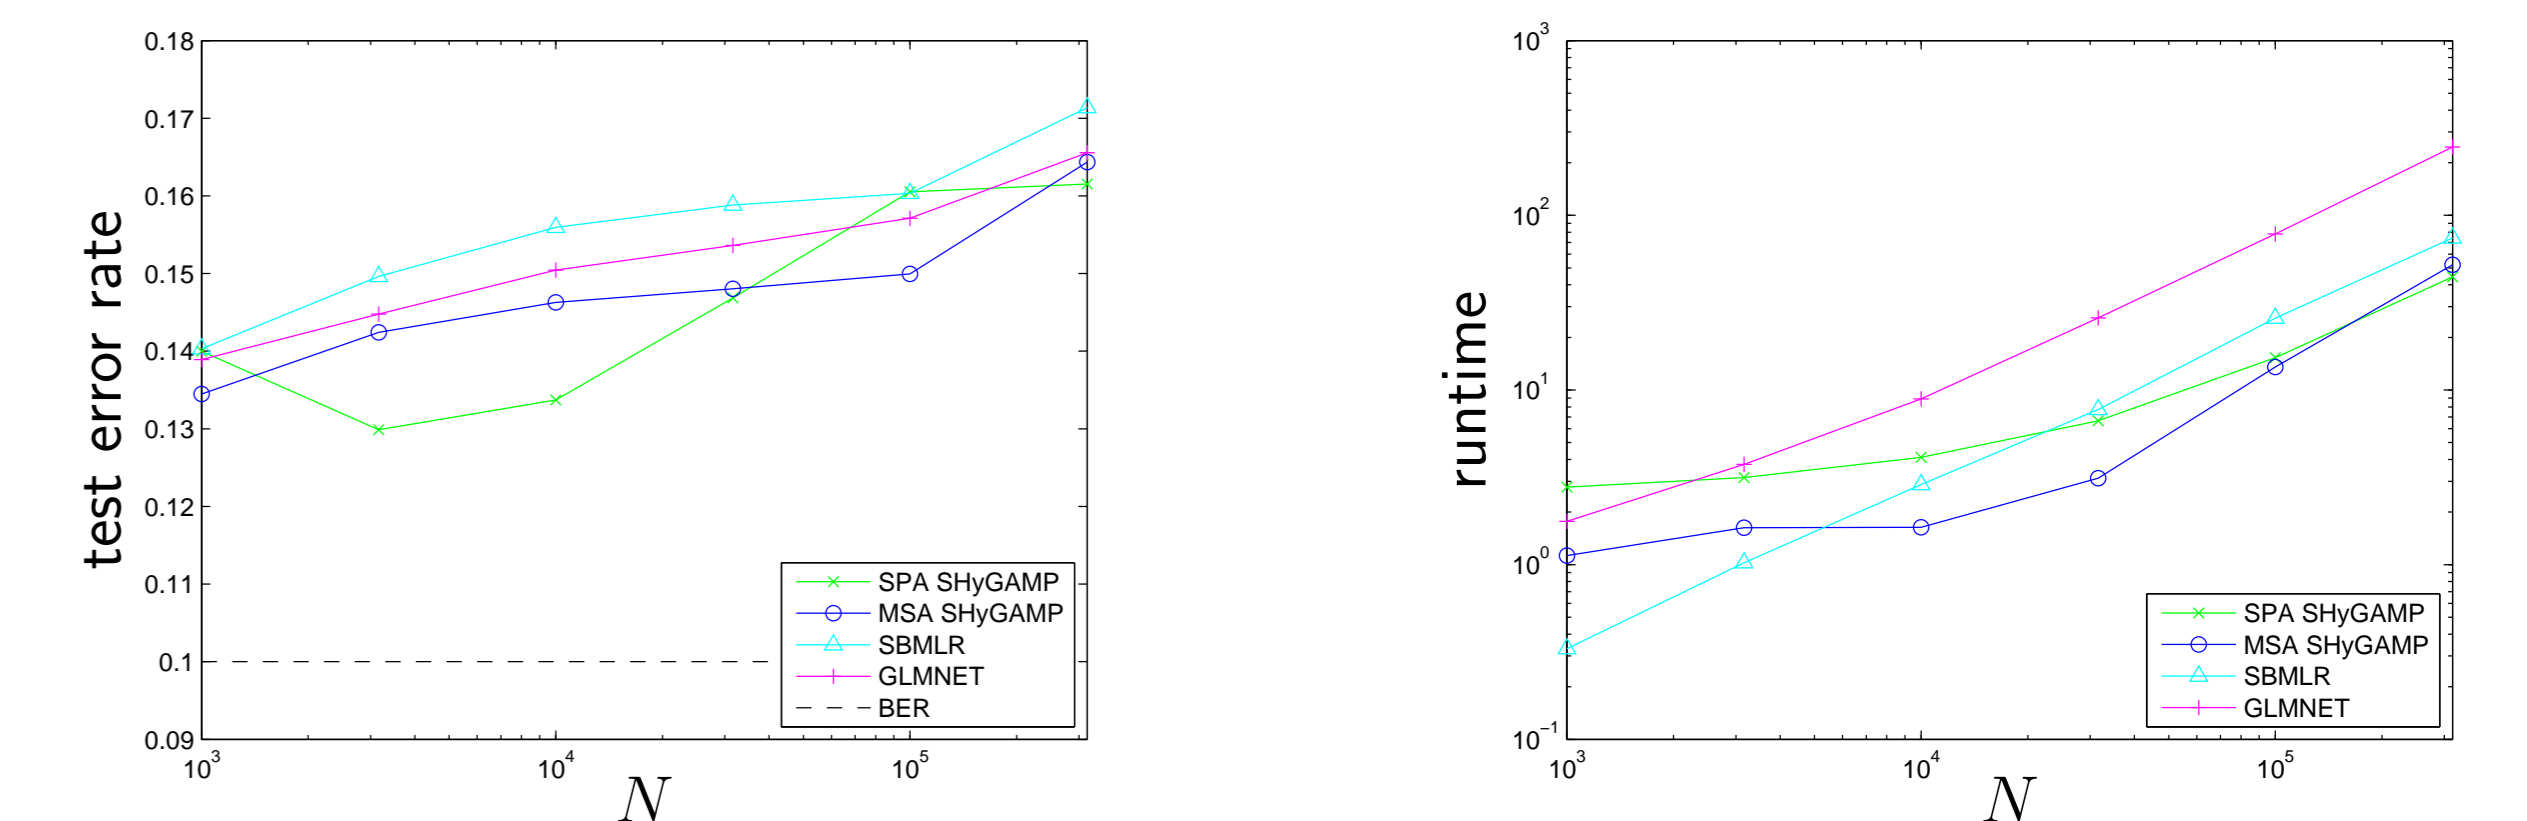 0.18
0.17
0.16
0.15
0.14
0.13
0.12
0.11
0.1
0.09
test error rate
10^3
10^4
10^5
N
SPA SHyGAMP
MSA SHyGAMP
SBMLR
GLMNET
BER
10^3
10^2
10^1
10^0
10^−1
runtime
10^3
10^4
10^5
N
SPA SHyGAMP
MSA SHyGAMP
SBMLR
GLMNET